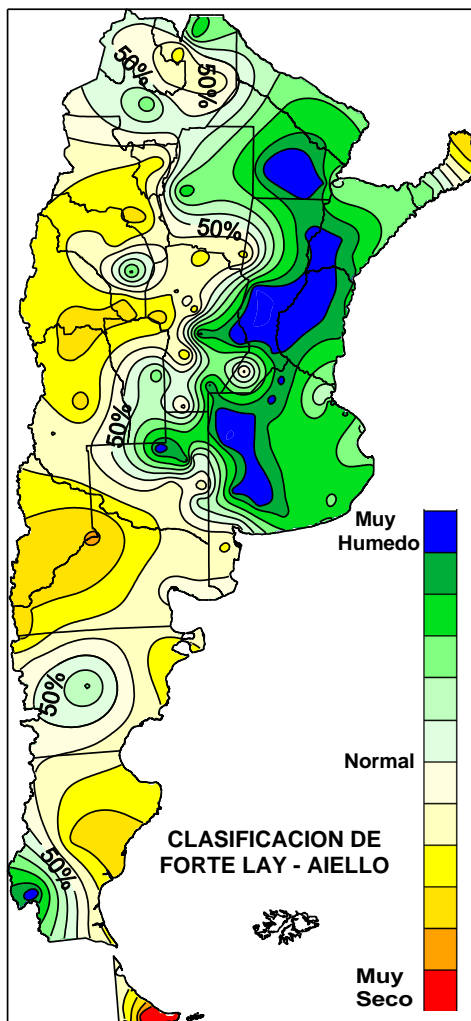 50%
50%
50%
50%
Muy
Humedo
50%
Normal
CLASIFICACION DE
FORTE LAY - AIELLO
50%
Muy
Seco